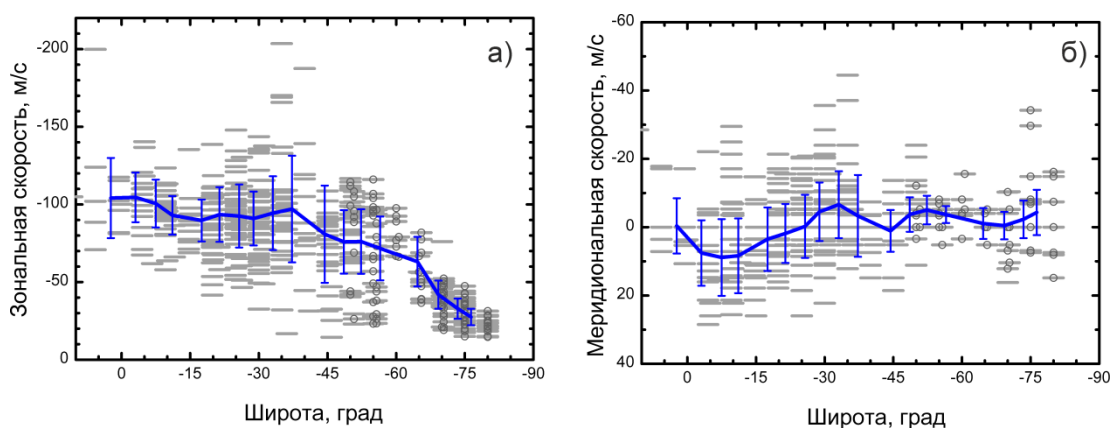 а)
Зональная скорость, м/с
-200
-150
-100
-50
0
0 -15 -30 -45 -60 -75 -90
Широта, град
б)
Меридиональная скорость, м/с
-60
-40
-20
0
20
40
0 -15 -30 -45 -60 -75 -90
Широта, град